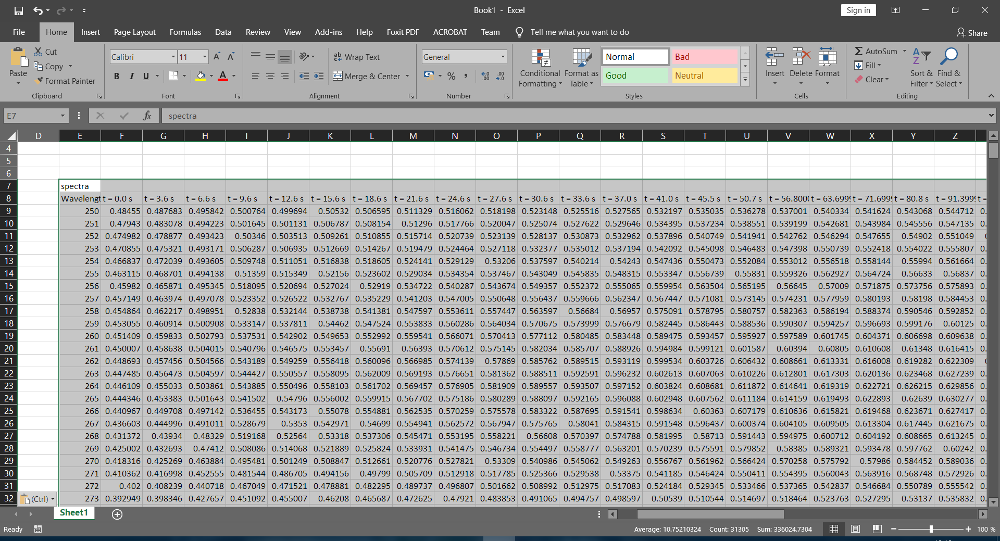 Book1 - Excel
Sign in
File Home Insert Page Layout Formulas Data Review View Add-ins Help Foxit PDF ACROBAT Team Tell me what you want to do Share
Paste Cut Copy Format Painter Clipboard
Calibri 11 B I U A Font
Wrap Text Merge & Center Alignment
General % Number
Conditional Formatting Format as Table Normal Bad Good Neutral Styles
Insert Delete Format Cells
AutoSum Fill Clear Sort & Filter Find & Select Editing
E7 fx spectra
D E F G H I J K L M N O P Q R S T U V W X Y Z
4
5
6
7 spectra
8 Wavelengt t = 0.0 s t = 3.6 s t = 6.6 s t = 9.6 s t = 12.6 s t = 15.6 s t = 18.6 s t = 21.6 s t = 24.6 s t = 27.6 s t = 30.6 s t = 33.6 s t = 37.0 s t = 41.0 s t = 45.5 s t = 50.7 s t = 56.800 t = 63.699 t = 71.699 t = 80.8 s t = 91.399 t =
9 250 0.48455 0.487683 0.495842 0.500764 0.499694 0.50532 0.506595 0.511329 0.516062 0.518198 0.523148 0.525516 0.527565 0.532197 0.535035 0.536278 0.537001 0.540334 0.541624 0.543068 0.544712 0.
10 251 0.47943 0.483078 0.494223 0.501645 0.501131 0.506787 0.508154 0.51296 0.517766 0.520047 0.525074 0.527622 0.529646 0.534395 0.537234 0.538551 0.539199 0.542681 0.543984 0.545556 0.547135 0.
11 252 0.474982 0.478877 0.493423 0.50346 0.503513 0.509261 0.510855 0.515714 0.520739 0.523139 0.528137 0.530873 0.532962 0.537896 0.540749 0.541941 0.542762 0.546294 0.547655 0.54902 0.551049
12 253 0.470855 0.475321 0.493171 0.506287 0.506935 0.512669 0.514267 0.519479 0.524464 0.527118 0.532377 0.535012 0.537194 0.542092 0.545098 0.546483 0.547398 0.550739 0.552418 0.554022 0.555807 0.
13 254 0.466837 0.472039 0.493605 0.509748 0.511051 0.516838 0.518605 0.524141 0.529129 0.53206 0.537597 0.540214 0.54243 0.547436 0.550473 0.552084 0.553012 0.556518 0.558144 0.55994 0.561664 0.
14 255 0.463115 0.468701 0.494138 0.51359 0.515349 0.52156 0.523602 0.529034 0.534354 0.537467 0.543049 0.545835 0.548315 0.553347 0.556739 0.55831 0.559326 0.562927 0.564724 0.56633 0.56837 0.
15 256 0.45982 0.465871 0.495345 0.518095 0.520694 0.527024 0.52919 0.534722 0.540287 0.543674 0.549357 0.552372 0.555065 0.559954 0.563504 0.565195 0.56645 0.57009 0.571875 0.573756 0.575893 0.
16 257 0.457149 0.463974 0.497078 0.523352 0.526522 0.532767 0.535229 0.541203 0.547005 0.550648 0.556437 0.559666 0.562347 0.567447 0.571081 0.573145 0.574231 0.577959 0.580193 0.58198 0.584453 0.
17 258 0.454864 0.462217 0.498951 0.52838 0.532144 0.538738 0.541381 0.547597 0.553611 0.557447 0.563597 0.56684 0.56957 0.575091 0.578795 0.580757 0.582363 0.586194 0.588374 0.590546 0.592852 0.
18 259 0.453055 0.460914 0.500908 0.533147 0.537811 0.54462 0.547524 0.553833 0.560286 0.564034 0.570675 0.573999 0.576679 0.582445 0.586443 0.588536 0.590307 0.594257 0.596693 0.599176 0.60125 0.
19 260 0.451409 0.459833 0.502793 0.537531 0.542902 0.549653 0.552992 0.559541 0.566071 0.570413 0.577112 0.580485 0.583448 0.589475 0.593457 0.595927 0.597589 0.601745 0.604371 0.606698 0.609638 0.
20 261 0.450007 0.458638 0.504015 0.540796 0.546575 0.553457 0.55691 0.56393 0.570612 0.575145 0.582034 0.585707 0.588926 0.594984 0.599121 0.601587 0.60394 0.60805 0.610608 0.61348 0.616415 0.
21 262 0.448693 0.457456 0.504566 0.543189 0.549259 0.556418 0.560096 0.566985 0.574139 0.57869 0.585762 0.589515 0.593119 0.599534 0.603726 0.606432 0.608661 0.613331 0.616008 0.619282 0.622309
22 263 0.447485 0.456473 0.504597 0.544427 0.550557 0.558095 0.562009 0.569193 0.576651 0.581362 0.588511 0.592591 0.596232 0.602613 0.607063 0.610226 0.612801 0.617303 0.620136 0.623468 0.627239 0.
23 264 0.446109 0.455033 0.503861 0.543885 0.550496 0.558103 0.561702 0.569457 0.576905 0.581909 0.589557 0.593507 0.597152 0.603824 0.608681 0.611872 0.614641 0.619319 0.622721 0.626215 0.629856 0.
24 265 0.444346 0.453383 0.501643 0.541502 0.54796 0.556002 0.559915 0.567702 0.575186 0.580289 0.588097 0.592165 0.596088 0.602948 0.607562 0.611184 0.614159 0.619493 0.622893 0.62639 0.630277 0.
25 266 0.440967 0.449708 0.497142 0.536455 0.543173 0.55078 0.554881 0.562535 0.570259 0.575578 0.583322 0.587695 0.591541 0.598634 0.60363 0.607179 0.610636 0.615821 0.619468 0.623671 0.627417 0.
26 267 0.436603 0.444996 0.491011 0.528679 0.5353 0.542971 0.54699 0.554941 0.562572 0.567947 0.575765 0.58041 0.584315 0.591548 0.596437 0.600374 0.604105 0.609505 0.613304 0.617445 0.621675 0.
27 268 0.431372 0.43934 0.48329 0.519168 0.52564 0.53318 0.537306 0.545471 0.553195 0.558221 0.56608 0.570397 0.574788 0.581995 0.58713 0.591443 0.594975 0.600712 0.604192 0.608665 0.613245 0.
28 269 0.425002 0.432693 0.47412 0.508086 0.514068 0.521889 0.525824 0.533931 0.541475 0.546734 0.554497 0.558777 0.563201 0.570239 0.575591 0.579852 0.58385 0.589321 0.593478 0.597762 0.60242 0.
29 270 0.418316 0.425269 0.463884 0.495481 0.501249 0.508847 0.512661 0.520776 0.527821 0.53309 0.540986 0.545062 0.549263 0.556767 0.561962 0.566424 0.570258 0.575792 0.57986 0.584452 0.589036 0.
30 271 0.410362 0.416998 0.452555 0.481544 0.486705 0.494156 0.49799 0.505709 0.512918 0.517785 0.525366 0.529538 0.53375 0.541185 0.546424 0.550411 0.554395 0.560043 0.563916 0.568748 0.572926 0.
31 272 0.402 0.408239 0.440718 0.467049 0.471521 0.478881 0.482295 0.489737 0.496807 0.501662 0.508992 0.512975 0.517083 0.524184 0.529345 0.533466 0.537365 0.542837 0.546684 0.550789 0.555542 0.
32 (Ctrl) 273 0.392949 0.398346 0.427657 0.451092 0.455007 0.46208 0.465687 0.472625 0.47921 0.483853 0.491065 0.494757 0.498597 0.50539 0.510544 0.514697 0.518464 0.523763 0.527295 0.53137 0.535832 0.
Sheet1
Ready Average: 10.75210324 Count: 31305 Sum: 336024.7304 100 %